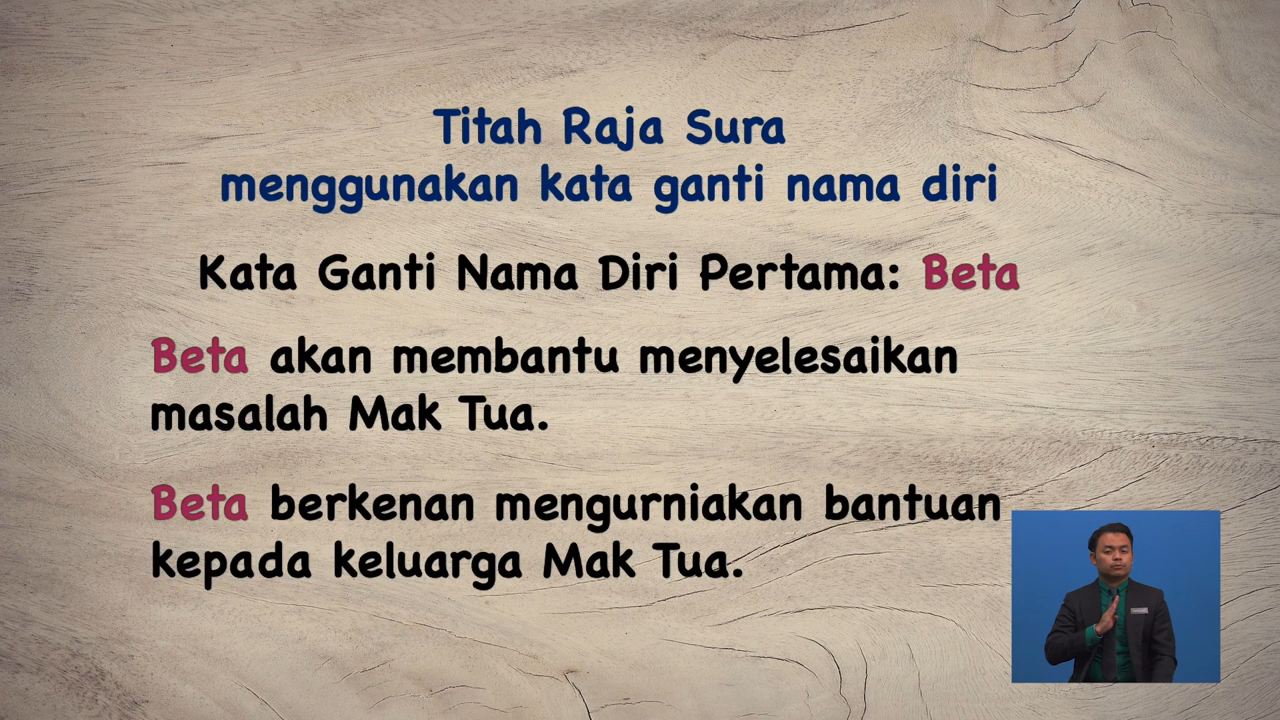 Titah Raja Sura
menggunakan kata ganti nama diri
Kata Ganti Nama Diri Pertama: Beta
Beta akan membantu menyelesaikan
masalah Mak Tua.
Beta berkenan mengurniakan bantuan
kepada keluarga Mak Tua.